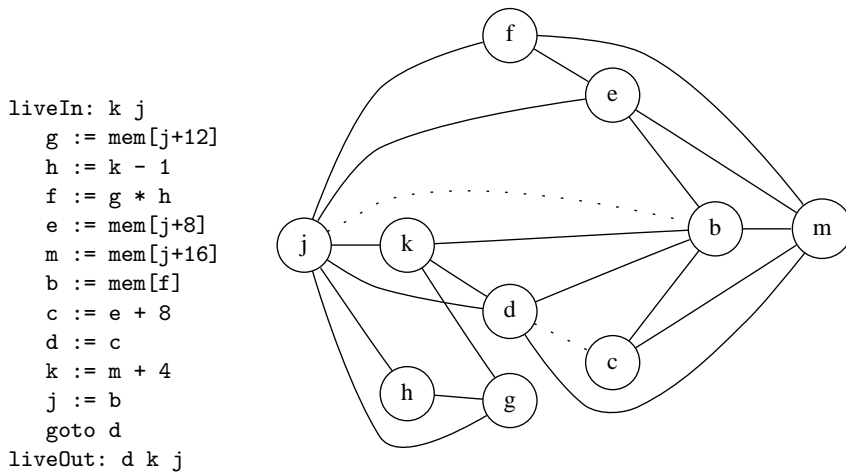 liveIn: k j
g := mem[j+12]
h := k - 1
f := g * h
e := mem[j+8]
m := mem[j+16]
b := mem[f]
c := e + 8
d := c
k := m + 4
j := b
goto d
liveOut: d k j
f
e
j
k
b
m
d
c
h
g